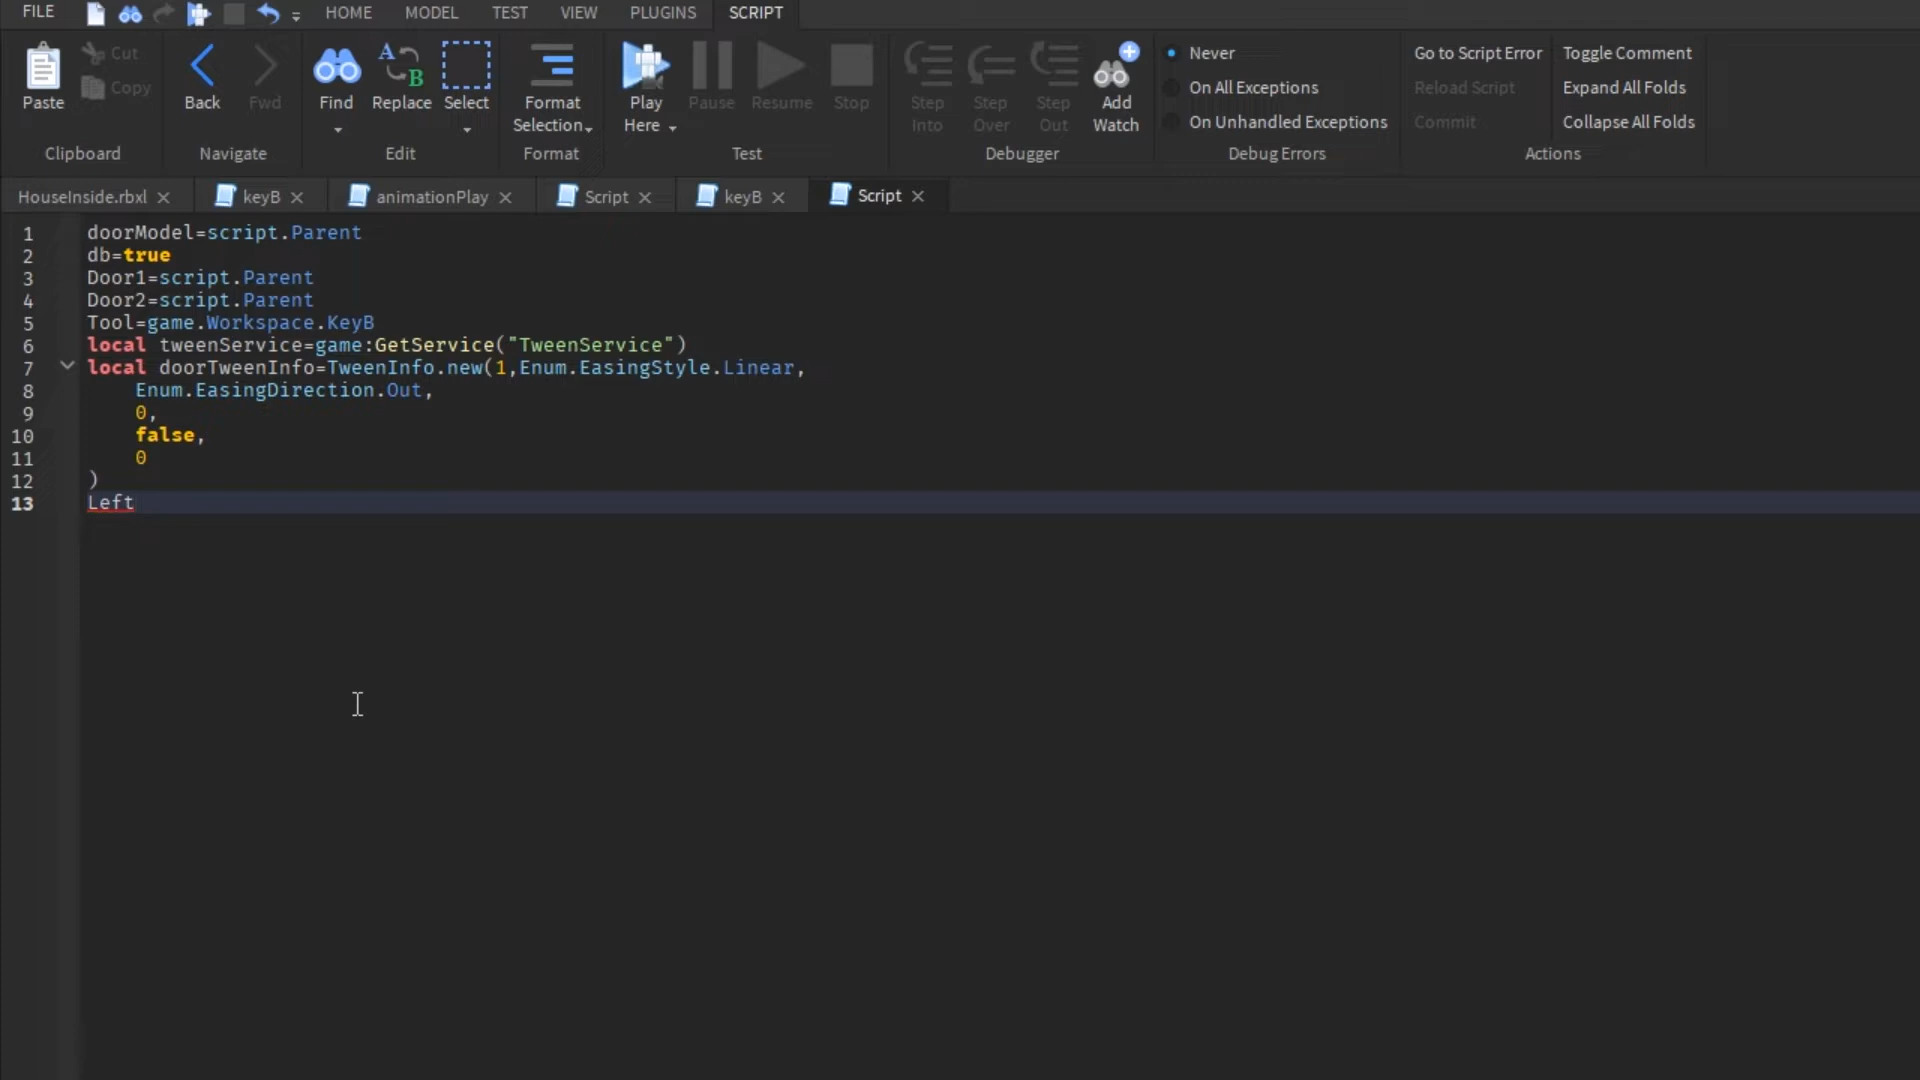 FILE HOME MODEL TEST VIEW PLUGINS SCRIPT
Paste Cut Copy Clipboard
Back Fwd Navigate
Find Replace Select Edit
Format Selection Format
Play Here Pause Resume Stop Test
Step Into Step Over Step Out Add Watch Debugger
Never
On All Exceptions
On Unhandled Exceptions
Debug Errors
Go to Script Error Toggle Comment
Reload Script Expand All Folds
Commit Collapse All Folds
Actions
HouseInside.rbxl keyB animationPlay Script keyB Script
1 doorModel=script.Parent
2 db=true
3 Door1=script.Parent
4 Door2=script.Parent
5 Tool=game.Workspace.KeyB
6 local tweenService=game:GetService("TweenService")
7 local doorTweenInfo=TweenInfo.new(1,Enum.EasingStyle.Linear,
8 Enum.EasingDirection.Out,
9 0,
10 false,
11 0
12 )
13 Left